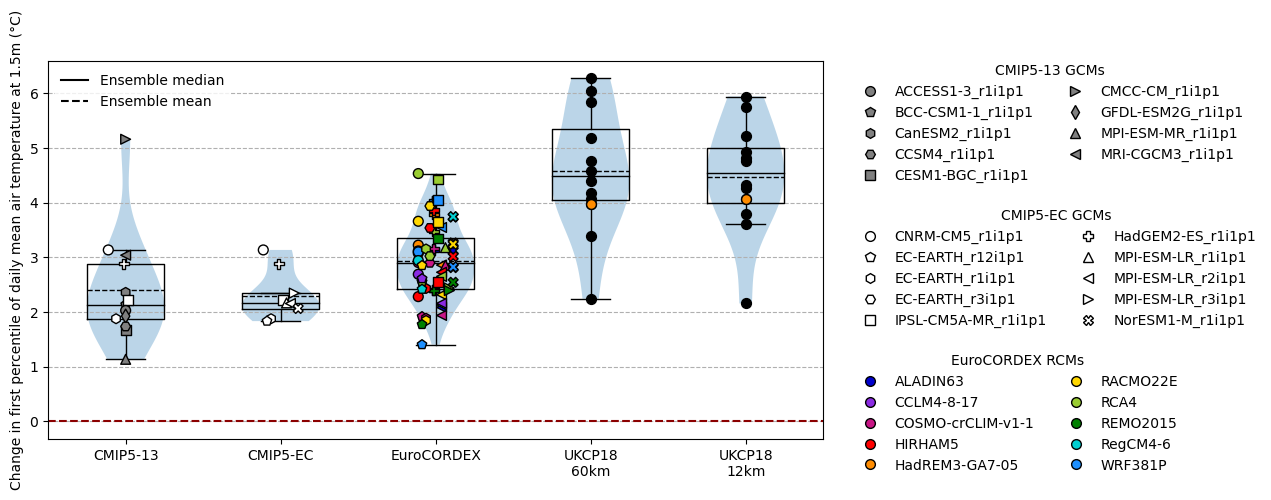 Change in first percentile of daily mean air temperature at 1.5m (°C)
6
5
4
3
2
1
0
Ensemble median
Ensemble mean
CMIP5-13
CMIP5-EC
EuroCORDEX
UKCP18
60km
UKCP18
12km
CMIP5-13 GCMs
ACCESS1-3_r1i1p1
BCC-CSM1-1_r1i1p1
CanESM2_r1i1p1
CCSM4_r1i1p1
CESM1-BGC_r1i1p1
CMCC-CM_r1i1p1
GFDL-ESM2G_r1i1p1
MPI-ESM-MR_r1i1p1
MRI-CGCM3_r1i1p1
CMIP5-EC GCMs
CNRM-CM5_r1i1p1
EC-EARTH_r12i1p1
EC-EARTH_r1i1p1
EC-EARTH_r3i1p1
IPSL-CM5A-MR_r1i1p1
HadGEM2-ES_r1i1p1
MPI-ESM-LR_r1i1p1
MPI-ESM-LR_r2i1p1
MPI-ESM-LR_r3i1p1
NorESM1-M_r1i1p1
EuroCORDEX RCMs
ALADIN63
CCLM4-8-17
COSMO-crCLIM-v1-1
HIRHAM5
HadREM3-GA7-05
RACMO22E
RCA4
REMO2015
RegCM4-6
WRF381P